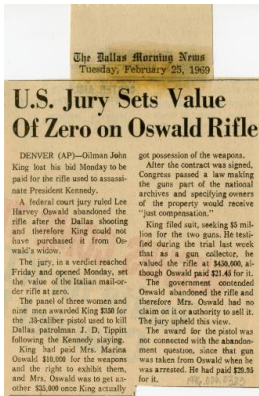 The Dallas Morning News
Tuesday, February 25, 1969
U.S. Jury Sets Value
Of Zero on Oswald Rifle
DENVER (AP)—Oilman John
King lost his bid Monday to be
paid for the rifle used to assassi-
nate President Kennedy.
A federal court jury ruled Lee
Harvey Oswald abandoned the
rifle after the Dallas shooting
and therefore King could not
have purchased it from Os-
wald's widow.
The jury, in a verdict reached
Friday and opened Monday, set
the value of the Italian mail-or-
der rifle at zero.
The panel of three women and
nine men awarded King $350 for
the .38-caliber pistol used to kill
Dallas patrolman J. D. Tippitt
following the Kennedy slaying.
King had paid Mrs. Marina
Oswald $10,000 for the weapons
and the right to exhibit them,
and Mrs. Oswald was to get an-
other $35,000 once King actually
got possession of the weapons.
After the contract was signed,
Congress passed a law making
the guns part of the national
archives and specifying owners
of the property would receive
"just compensation."
King filed suit, seeking $5 mil-
lion for the two guns. He testi-
fied during the trial last week
that as a gun collector, he
valued the rifle at $450,000, al-
though Oswald paid $21.45 for it.
The government contended
Oswald abandoned the rifle and
therefore Mrs. Oswald had no
claim on it or authority to sell it.
The jury upheld this view.
The award for the pistol was
not connected with the abandon-
ment question, since that gun
was taken from Oswald when he
was arrested. He had paid $29.95
for it.